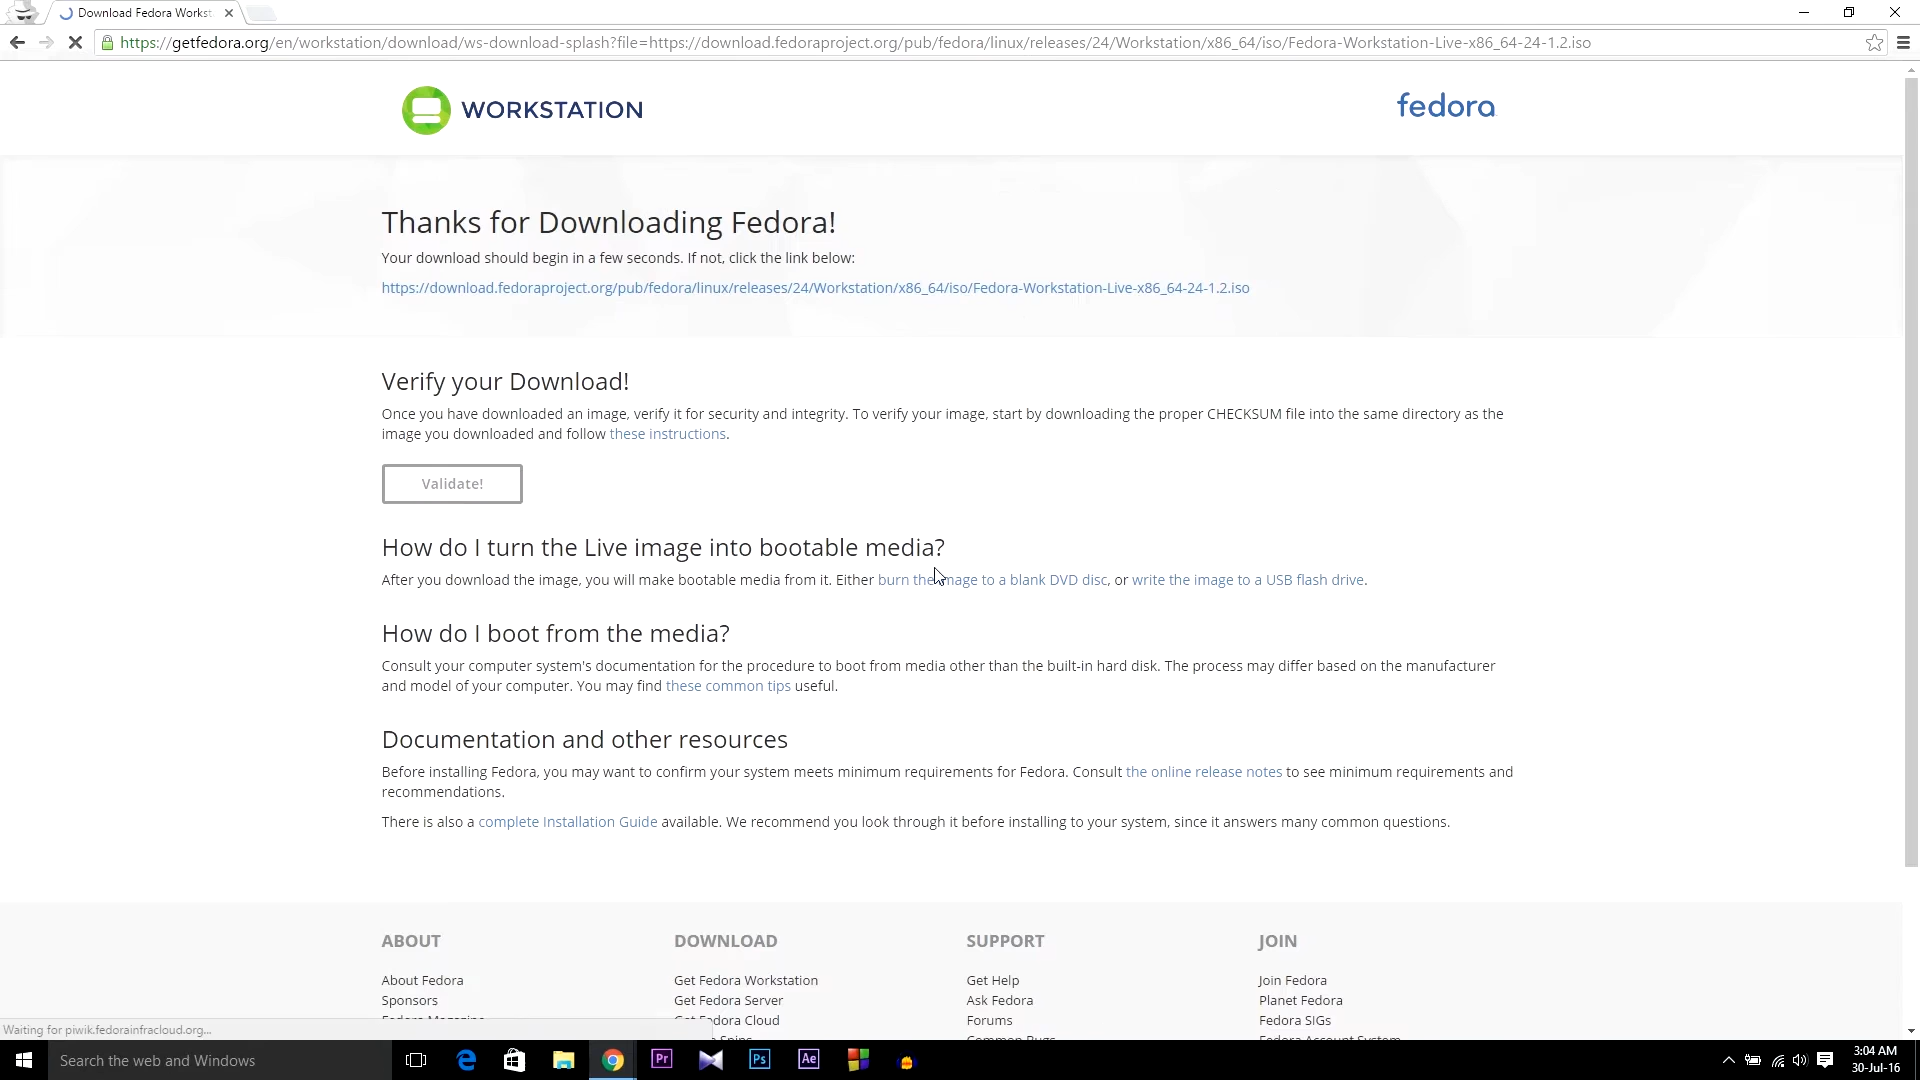 Download Fedora Workst
https://getfedora.org/en/workstation/download/ws-download-splash?file=https://download.fedoraproject.org/pub/fedora/linux/releases/24/Workstation/x86_64/iso/Fedora-Workstation-Live-x86_64-24-1.2.iso
WORKSTATION
fedora
Thanks for Downloading Fedora!
Your download should begin in a few seconds. If not, click the link below:
https://download.fedoraproject.org/pub/fedora/linux/releases/24/Workstation/x86_64/iso/Fedora-Workstation-Live-x86_64-24-1.2.iso
Verify your Download!
Once you have downloaded an image, verify it for security and integrity. To verify your image, start by downloading the proper CHECKSUM file into the same directory as the
image you downloaded and follow these instructions.
Validate!
How do I turn the Live image into bootable media?
After you download the image, you will make bootable media from it. Either burn the image to a blank DVD disc, or write the image to a USB flash drive.
How do I boot from the media?
Consult your computer system's documentation for the procedure to boot from media other than the built-in hard disk. The process may differ based on the manufacturer
and model of your computer. You may find these common tips useful.
Documentation and other resources
Before installing Fedora, you may want to confirm your system meets minimum requirements for Fedora. Consult the online release notes to see minimum requirements and
recommendations.
There is also a complete Installation Guide available. We recommend you look through it before installing to your system, since it answers many common questions.
ABOUT
About Fedora
Sponsors
Fedora Magazine
DOWNLOAD
Get Fedora Workstation
Get Fedora Server
Get Fedora Cloud
Spins
SUPPORT
Get Help
Ask Fedora
Forums
Common Bugs
JOIN
Join Fedora
Planet Fedora
Fedora SIGs
Fedora Account System
Waiting for piwik.fedorainfracloud.org...
Search the web and Windows
Pr
Ps
Ae
3:04 AM
30-Jul-16